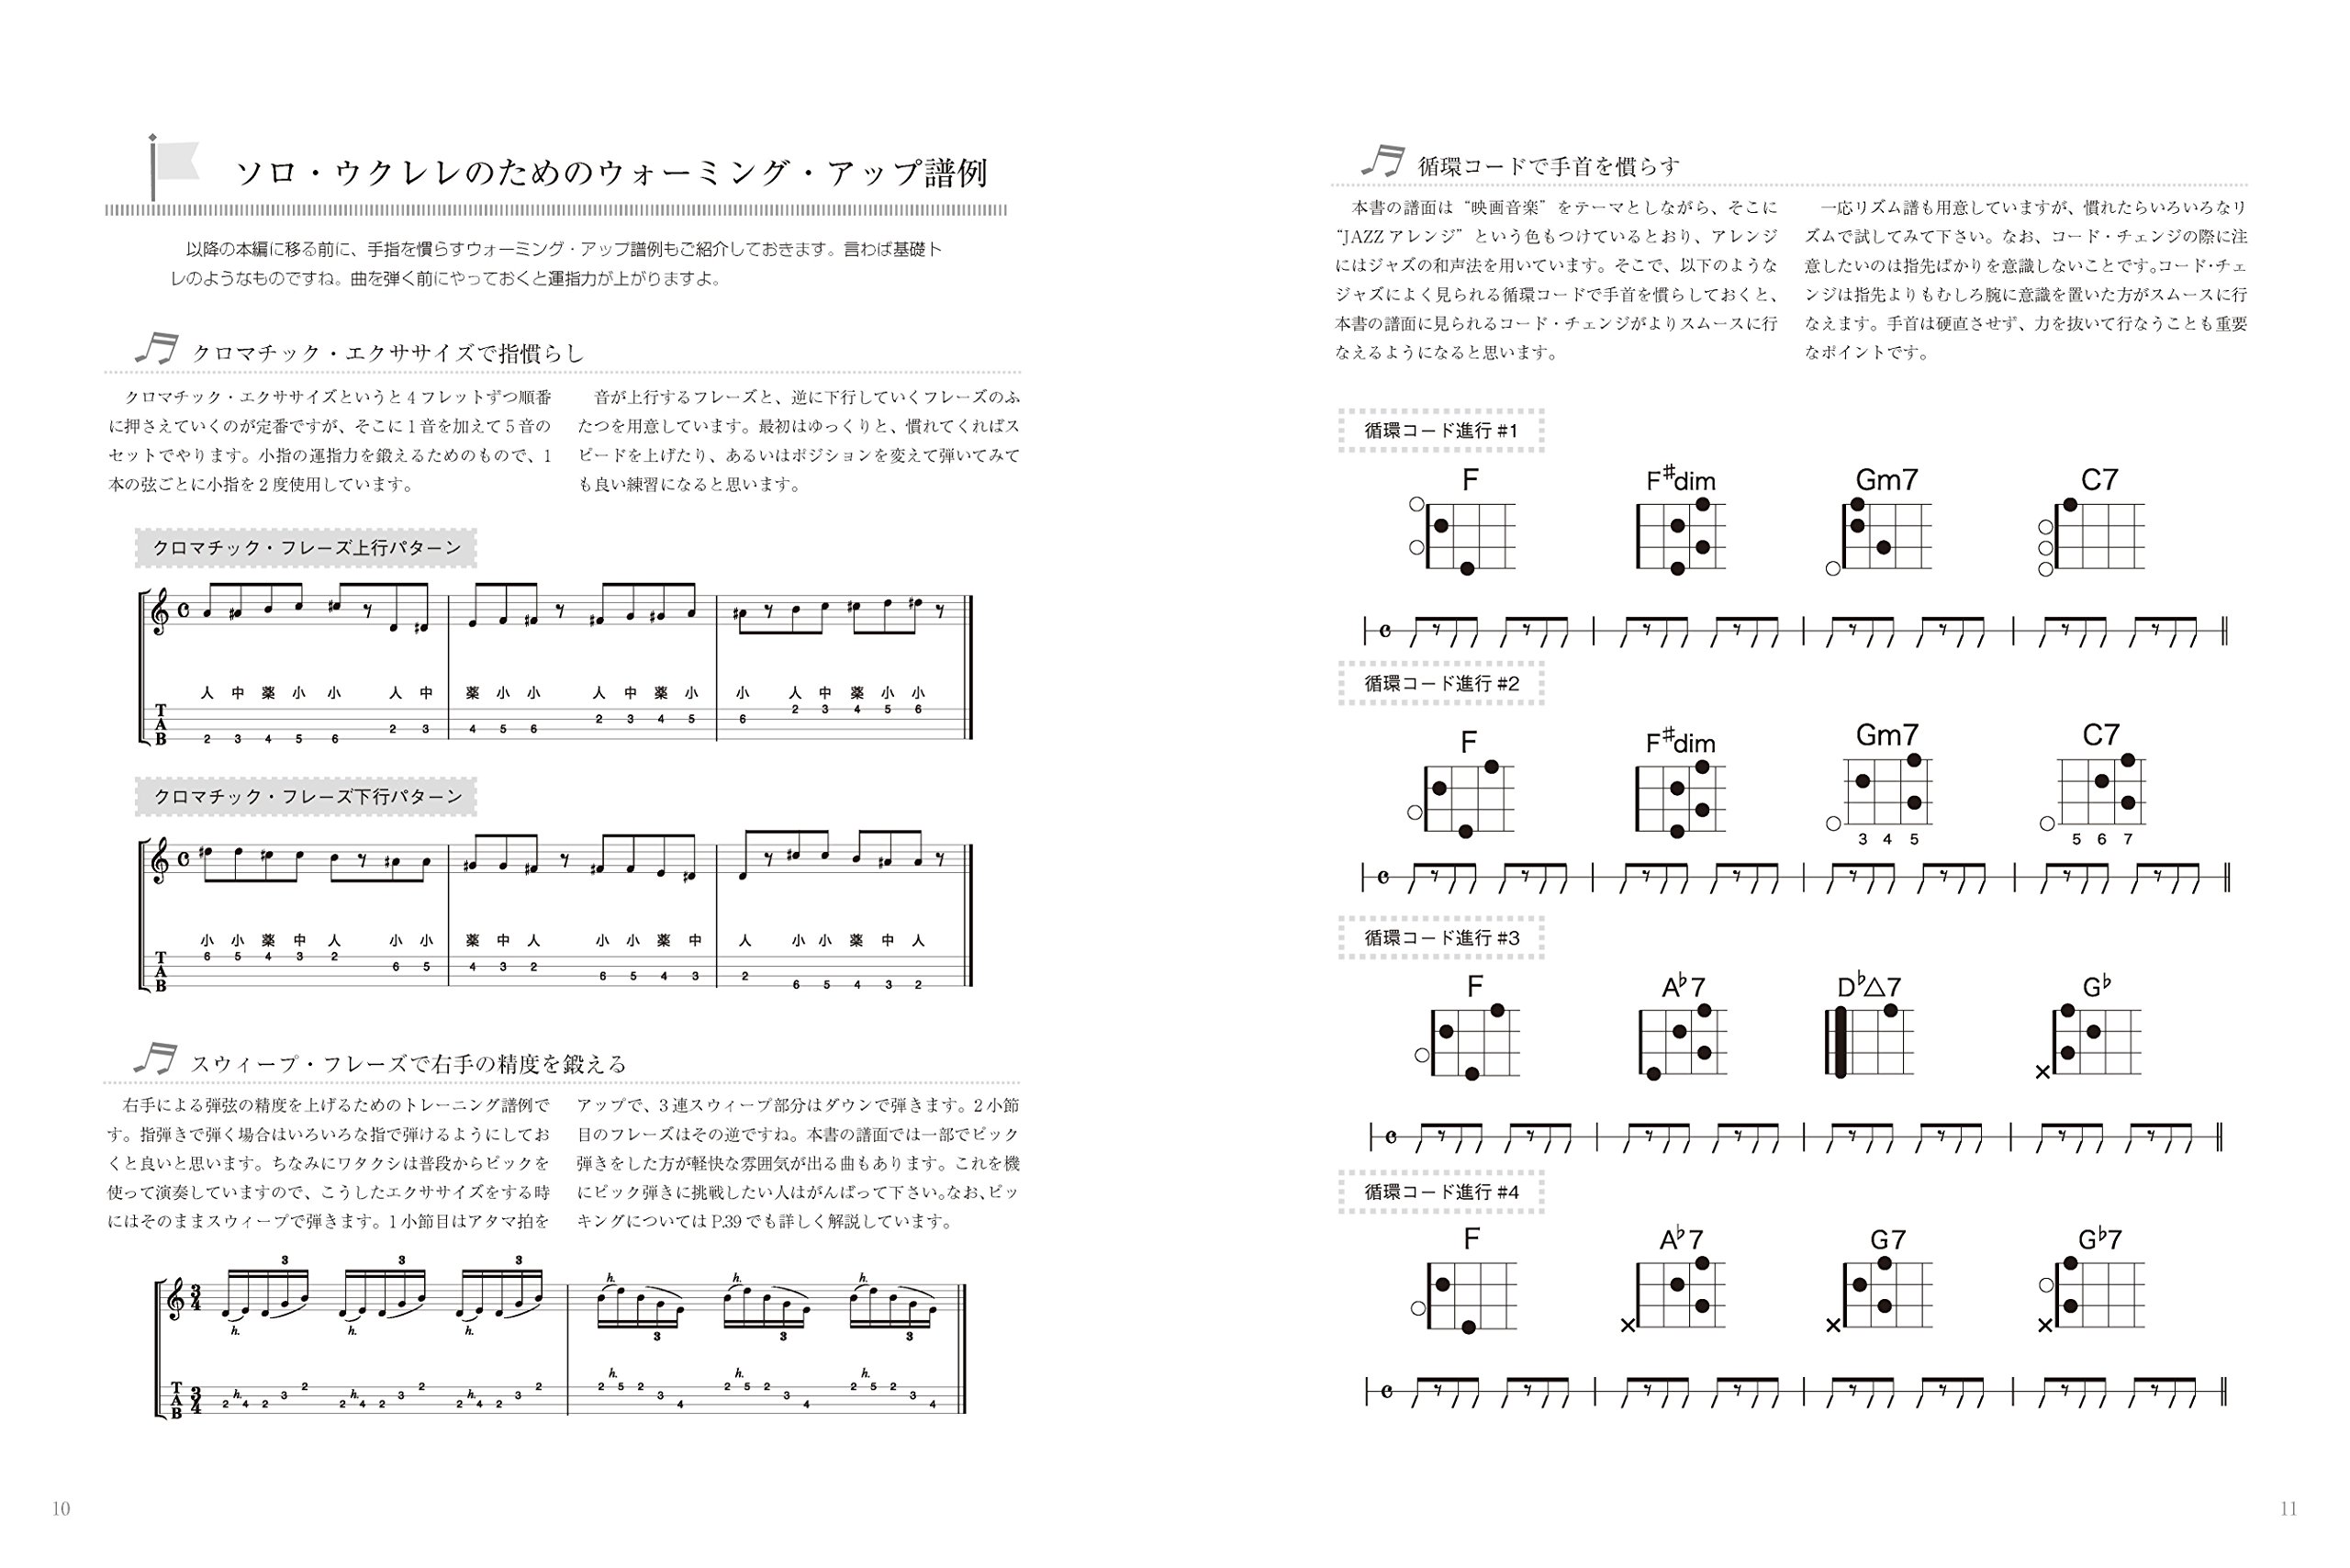 ソロ・ウクレレのためのウォーミング・アップ譜例
以降の本編に移る前に、手指を慣らすウォーミング・アップ譜例もご紹介しておきます。言わば基礎ト
レのようなものですね。曲を弾く前にやっておくと運指力が上がりますよ。
クロマチック・エクササイズで指慣らし
クロマチック・エクササイズというと4フレットずつ順番
に押さえていくのが定番ですが、そこに1音を加えて5音の
セットでやります。小指の運指力を鍛えるためのもので、1
本の弦ごとに小指を2度使用しています。
音が上行するフレーズと、逆に下行していくフレーズのふ
たつを用意しています。最初はゆっくりと、慣れてくればス
ピードを上げたり、あるいはポジションを変えて弾いてみて
も良い練習になると思います。
クロマチック・フレーズ上行パターン
人 中 薬 小 小 人 中 薬 小 小 人 中 薬 小 小 人 中 薬 小 小
T A B
2 3 4 5 6 2 3 4 5 6 2 3 4 5 6 2 3 4 5 6
クロマチック・フレーズ下行パターン
小 小 薬 中 人 小 小 薬 中 人 小 小 薬 中 人 小 小 薬 中 人
T A B
6 5 4 3 2 6 5 4 3 2 6 5 4 3 2 6 5 4 3 2
スウィープ・フレーズで右手の精度を鍛える
右手による弾弦の精度を上げるためのトレーニング譜例で
す。指弾きで弾く場合はいろいろな指で弾けるようにしてお
くと良いと思います。ちなみにワタクシは普段からピックを
使って演奏していますので、こうしたエクササイズをする時
にはそのままスウィープで弾きます。1小節目はアタマ拍を
アップで、3連スウィープ部分はダウンで弾きます。2小節
目のフレーズはその逆ですね。本書の譜面では一部でピック
弾きをした方が軽快な雰囲気が出る曲もあります。これを機
にピック弾きに挑戦したい人はがんばって下さい。なお、ピッ
キングについてはP.39でも詳しく解説しています。
3 3 3
3 4
h. h. h. h. h. h.
3 3 3
h. h. h. h. h. h.
T A B
3 4
2 4 2 3 2 2 4 2 3 2 2 4 2 3 2 2 5 2 3 4 2 5 2 3 4 2 5 2 3 4
10
循環コードで手首を慣らす
本書の譜面は“映画音楽”をテーマとしながら、そこに
“JAZZアレンジ”という色もつけているとおり、アレンジ
にはジャズの和声法を用いています。そこで、以下のような
ジャズによく見られる循環コードで手首を慣らしておくと、
本書の譜面に見られるコード・チェンジがよりスムースに行
なえるようになると思います。
一応リズム譜も用意していますが、慣れたらいろいろなリ
ズムで試してみて下さい。なお、コード・チェンジの際に注
意したいのは指先ばかりを意識しないことです。コード・チェ
ンジは指先よりもむしろ腕に意識を置いた方がスムースに行
なえます。手首は硬直させず、力を抜いて行なうことも重要
なポイントです。
循環コード進行 #1
F F♯dim Gm7 C7
循環コード進行 #2
F F♯dim Gm7 C7
3 4 5 5 6 7
循環コード進行 #3
F A♭7 D♭△7 G♭
循環コード進行 #4
F A♭7 G7 G♭7
11